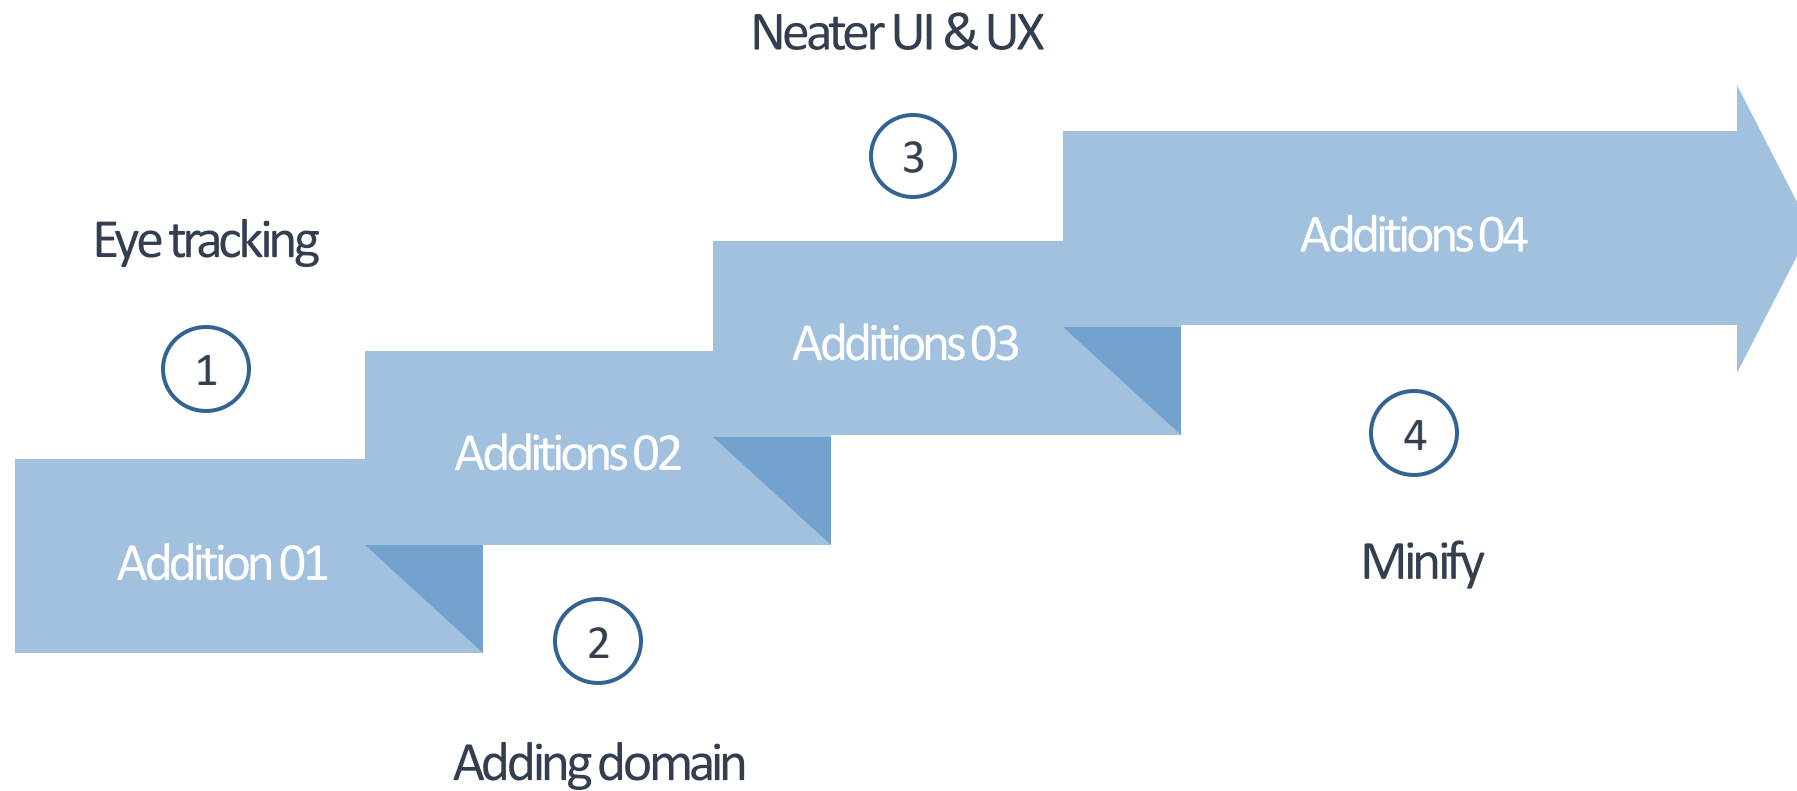 Neater UI & UX
3
Additions 04
Eye tracking
1
Additions 03
4
Additions 02
Minify
Addition 01
2
Adding domain